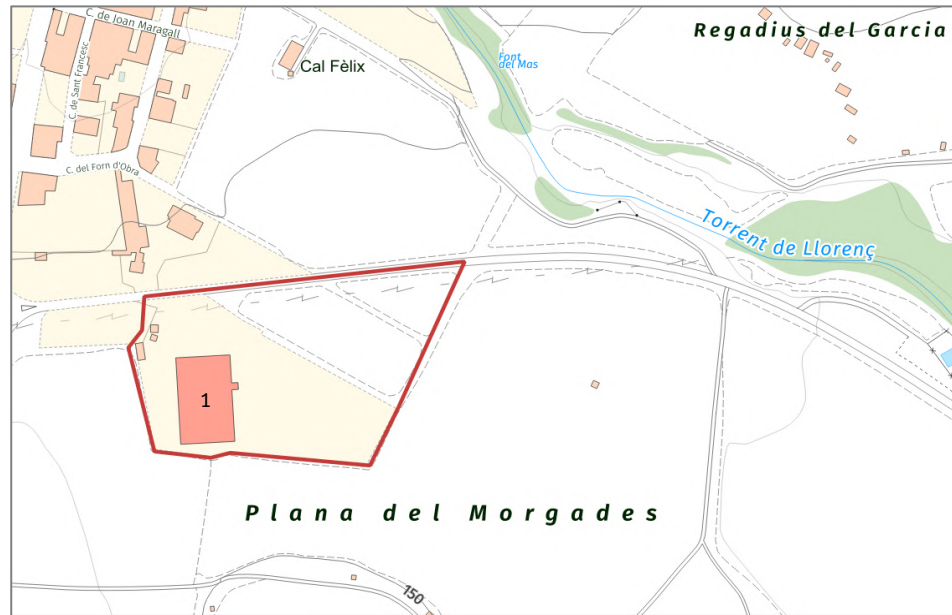 C. de Joan Maragall
Regadius del Garcia
C. de Sant Francesc
Cal Fèlix
Font
del Mas
C. del Forn d'Obra
Torrent de Llorenç
1
Plana del Morgades
150